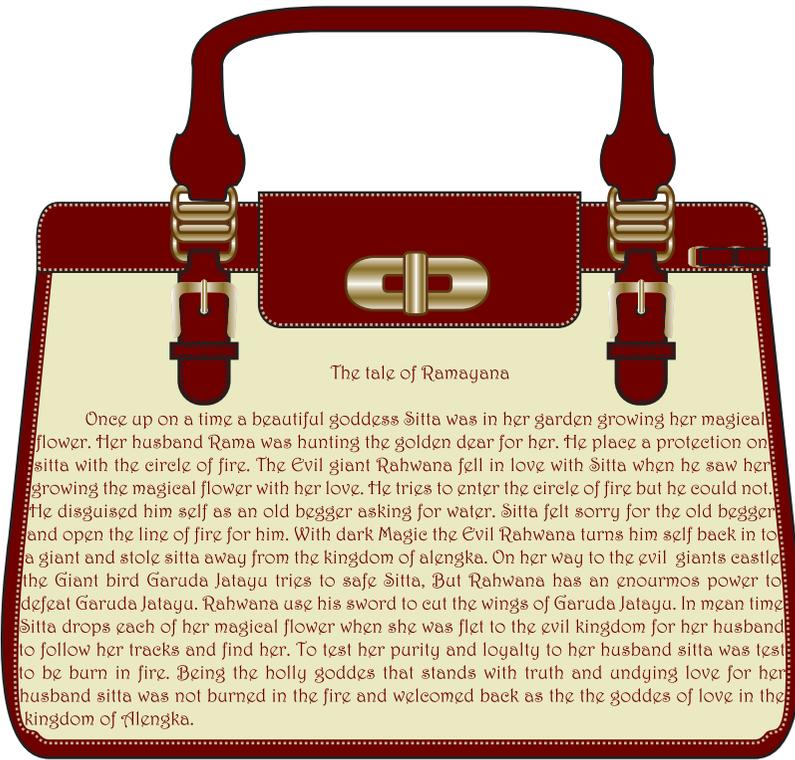 The tale of Ramayana
Once up on a time a beautiful goddess Sitta was in her garden growing her magical
flower. Her husband Rama was hunting the golden dear for her. He place a protection on
sitta with the circle of fire. The Evil giant Rahwana fell in love with Sitta when he saw her
growing the magical flower with her love. He tries to enter the circle of fire but he could not.
He disguised him self as an old begger asking for water. Sitta felt sorry for the old begger
and open the line of fire for him. With dark Magic the Evil Rahwana turns him self back in to
a giant and stole sitta away from the kingdom of alengka. On her way to the evil giants castle
the Giant bird Garuda Jatayu tries to safe Sitta, But Rahwana has an enourmos power to
defeat Garuda Jatayu. Rahwana use his sword to cut the wings of Garuda Jatayu. In mean time
Sitta drops each of her magical flower when she was flet to the evil kingdom for her husband
to follow her tracks and find her. To test her purity and loyalty to her husband sitta was test
to be burn in fire. Being the holly goddes that stands with truth and undying love for her
husband sitta was not burned in the fire and welcomed back as the the goddes of love in the
kingdom of Alengka.